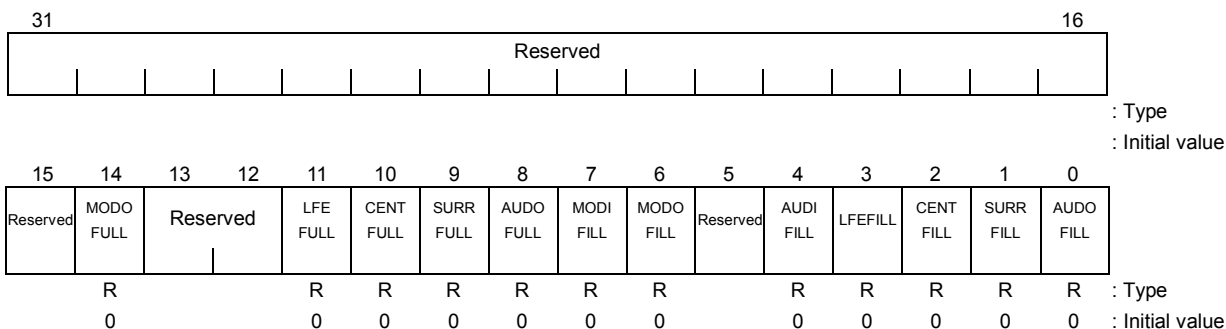 31 16
Reserved
: Type
: Initial value
15 14 13 12 11 10 9 8 7 6 5 4 3 2 1 0
Reserved MODO FULL Reserved LFE FULL CENT FULL SURR FULL AUDO FULL MODI FILL MODO FILL Reserved AUDI FILL LFEFILL CENT FILL SURR FILL AUDO FILL
R R R R R R R R R R R R : Type
0 0 0 0 0 0 0 0 0 0 0 0 : Initial value